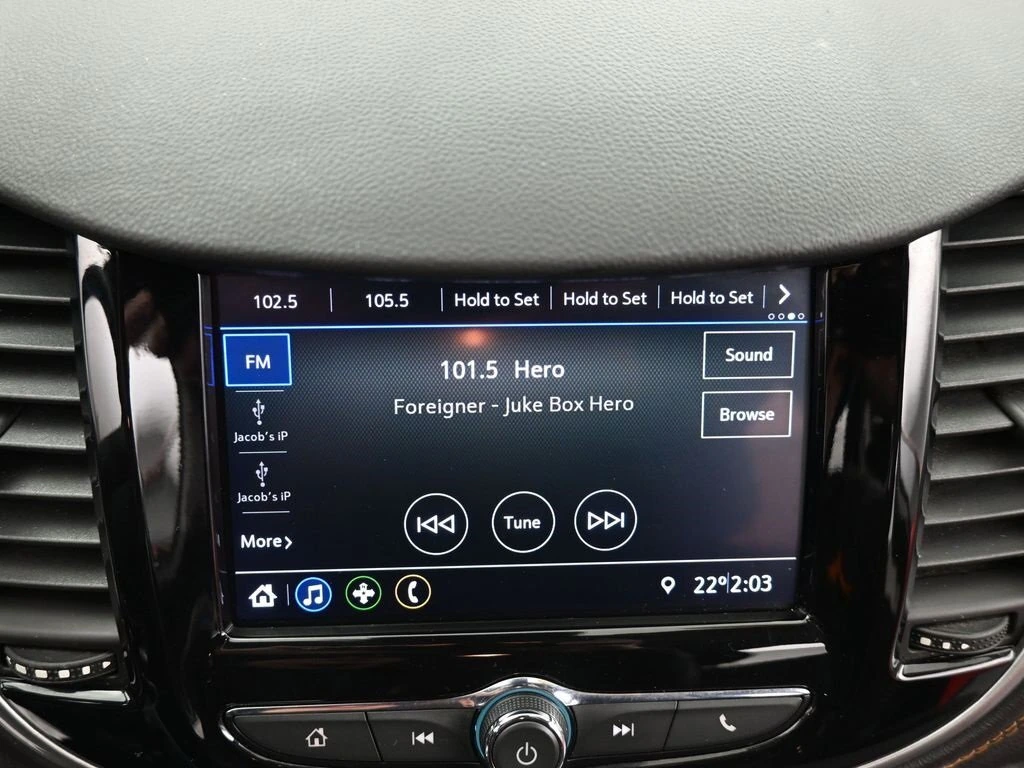 102.5 105.5 Hold to Set Hold to Set Hold to Set
FM
101.5 Hero
Sound
Foreigner - Juke Box Hero
Browse
Jacob's iP
Jacob's iP
Tune
More
22° 2:03